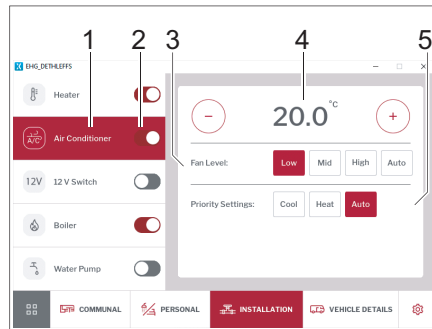 1 2 3 4 5
X EHG_DETHLEFFS
Heater
A/C Air Conditioner
12V 12 V Switch
Boiler
Water Pump
− 20.0 °C +
Fan Level: Low Mid High Auto
Priority Settings: Cool Heat Auto
COMMUNAL PERSONAL INSTALLATION VEHICLE DETAILS